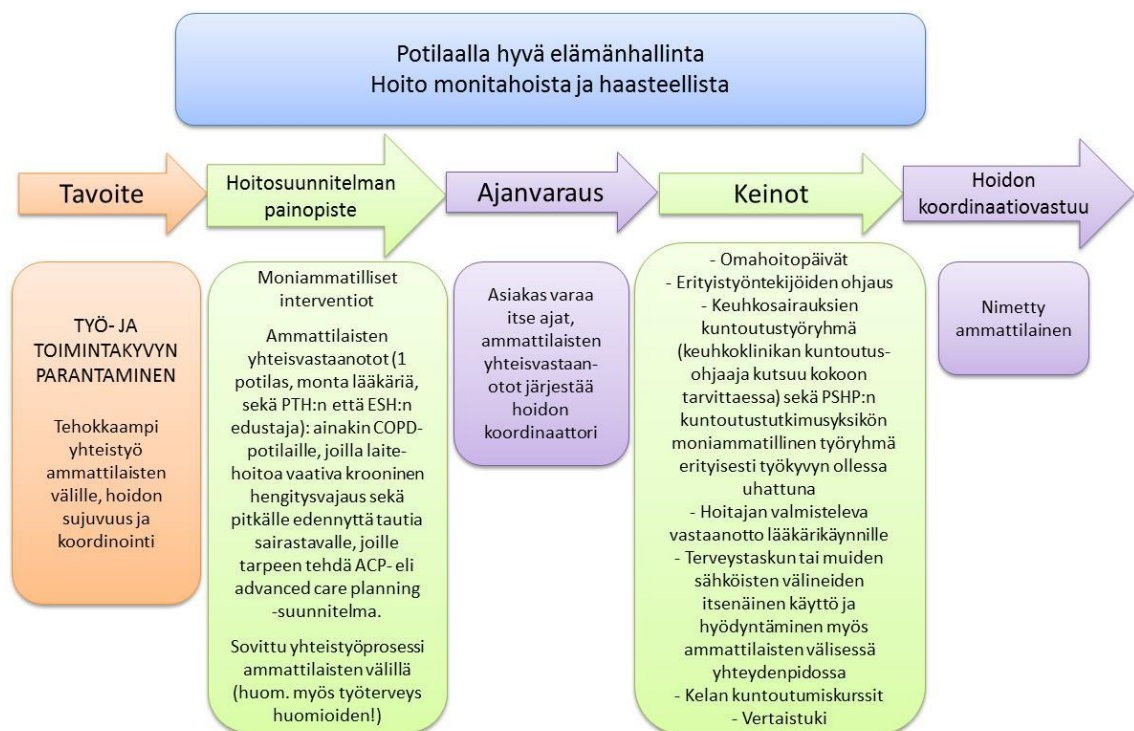 Potilaalla hyvä elämänhallinta
Hoito monitahoista ja haasteellista
Tavoite
Hoitosuunnitelman
painopiste
Ajanvaraus
Keinot
Hoidon
koordinaatiovastuu
TYÖ- JA
TOIMINTAKYVYN
PARANTAMINEN
Tehokkaampi
yhteistyö
ammattilaisten
välille, hoidon
sujuvuus ja
koordinointi
Moniammatilliset
interventiot
Ammattilaisten
yhteisvastaanotot (1
potilas, monta lääkäriä,
sekä PTH:n että ESH:n
edustaja): ainakin COPD-
potilaille, joilla laite-
hoitoa vaativa krooninen
hengitysvajaus sekä
pitkälle edennyttä tautia
sairastavalle, joille
tarpeen tehdä ACP- eli
advanced care planning
-suunnitelma.
Sovittu yhteistyöprosessi
ammattilaisten välillä
(huom. myös työterveys
huomioiden!)
Asiakas varaa
itse ajat,
ammattilaisten
yhteisvastaan-
otot järjestää
hoidon
koordinaattori
- Omahoitopäivät
- Erityistyöntekijöiden ohjaus
- Keuhkosairauksien
kuntoutustyöryhmä
(keuhkoklinikan kuntoutus-
ohjaaja kutsuu kokoon
tarvittaessa) sekä PSHP:n
kuntoutustutkimusyksikön
moniammatillinen työryhmä
erityisesti työkyvyn ollessa
uhattuna
- Hoitajan valmisteleva
vastaanotto lääkärikäynnille
- Terveystaskun tai muiden
sähköisten välineiden
itsenäinen käyttö ja
hyödyntäminen myös
ammattilaisten välisessä
yhteydenpidossa
- Kelan kuntoutumiskurssit
- Vertaistuki
Nimetty
ammattilainen